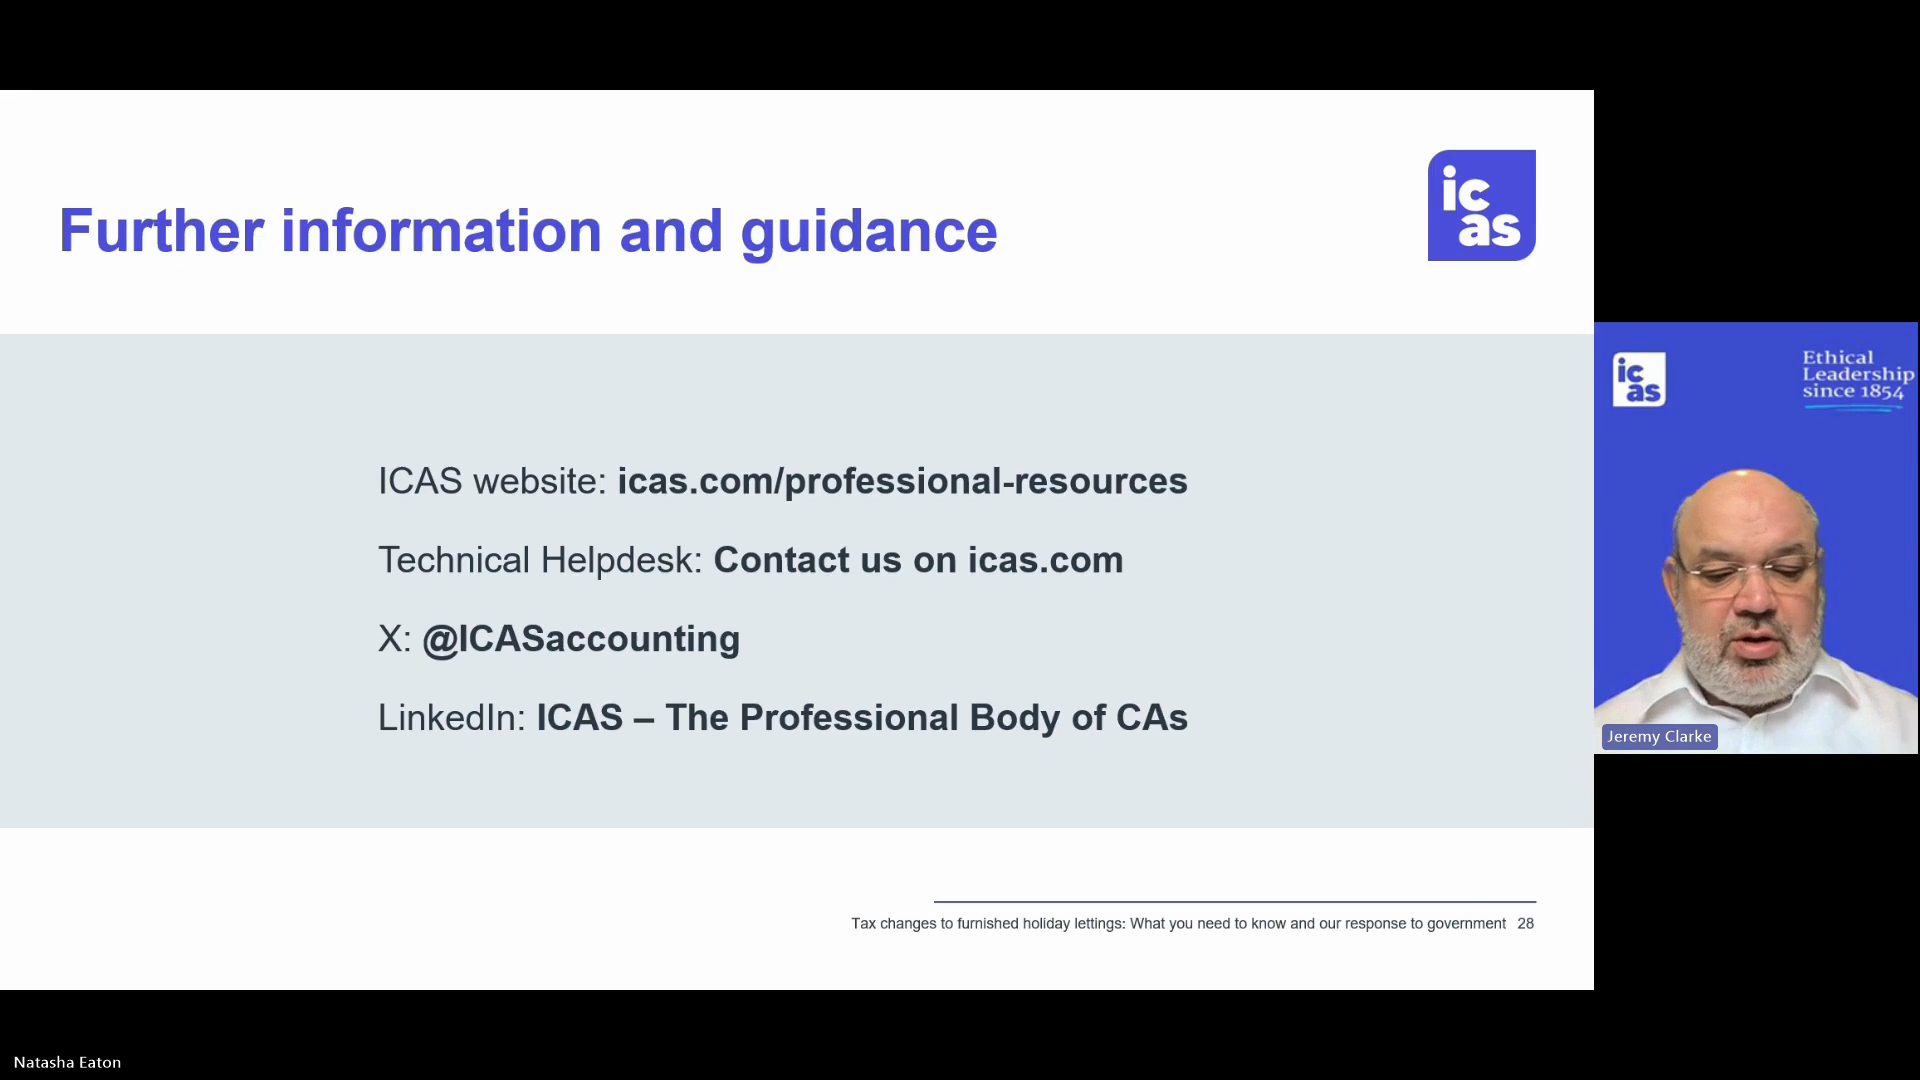 Further information and guidance
ic
as
ICAS website: icas.com/professional-resources
Technical Helpdesk: Contact us on icas.com
X: @ICASaccounting
LinkedIn: ICAS – The Professional Body of CAs
Tax changes to furnished holiday lettings: What you need to know and our response to government 28
ic
as
Ethical
Leadership
since 1854
Jeremy Clarke
Natasha Eaton